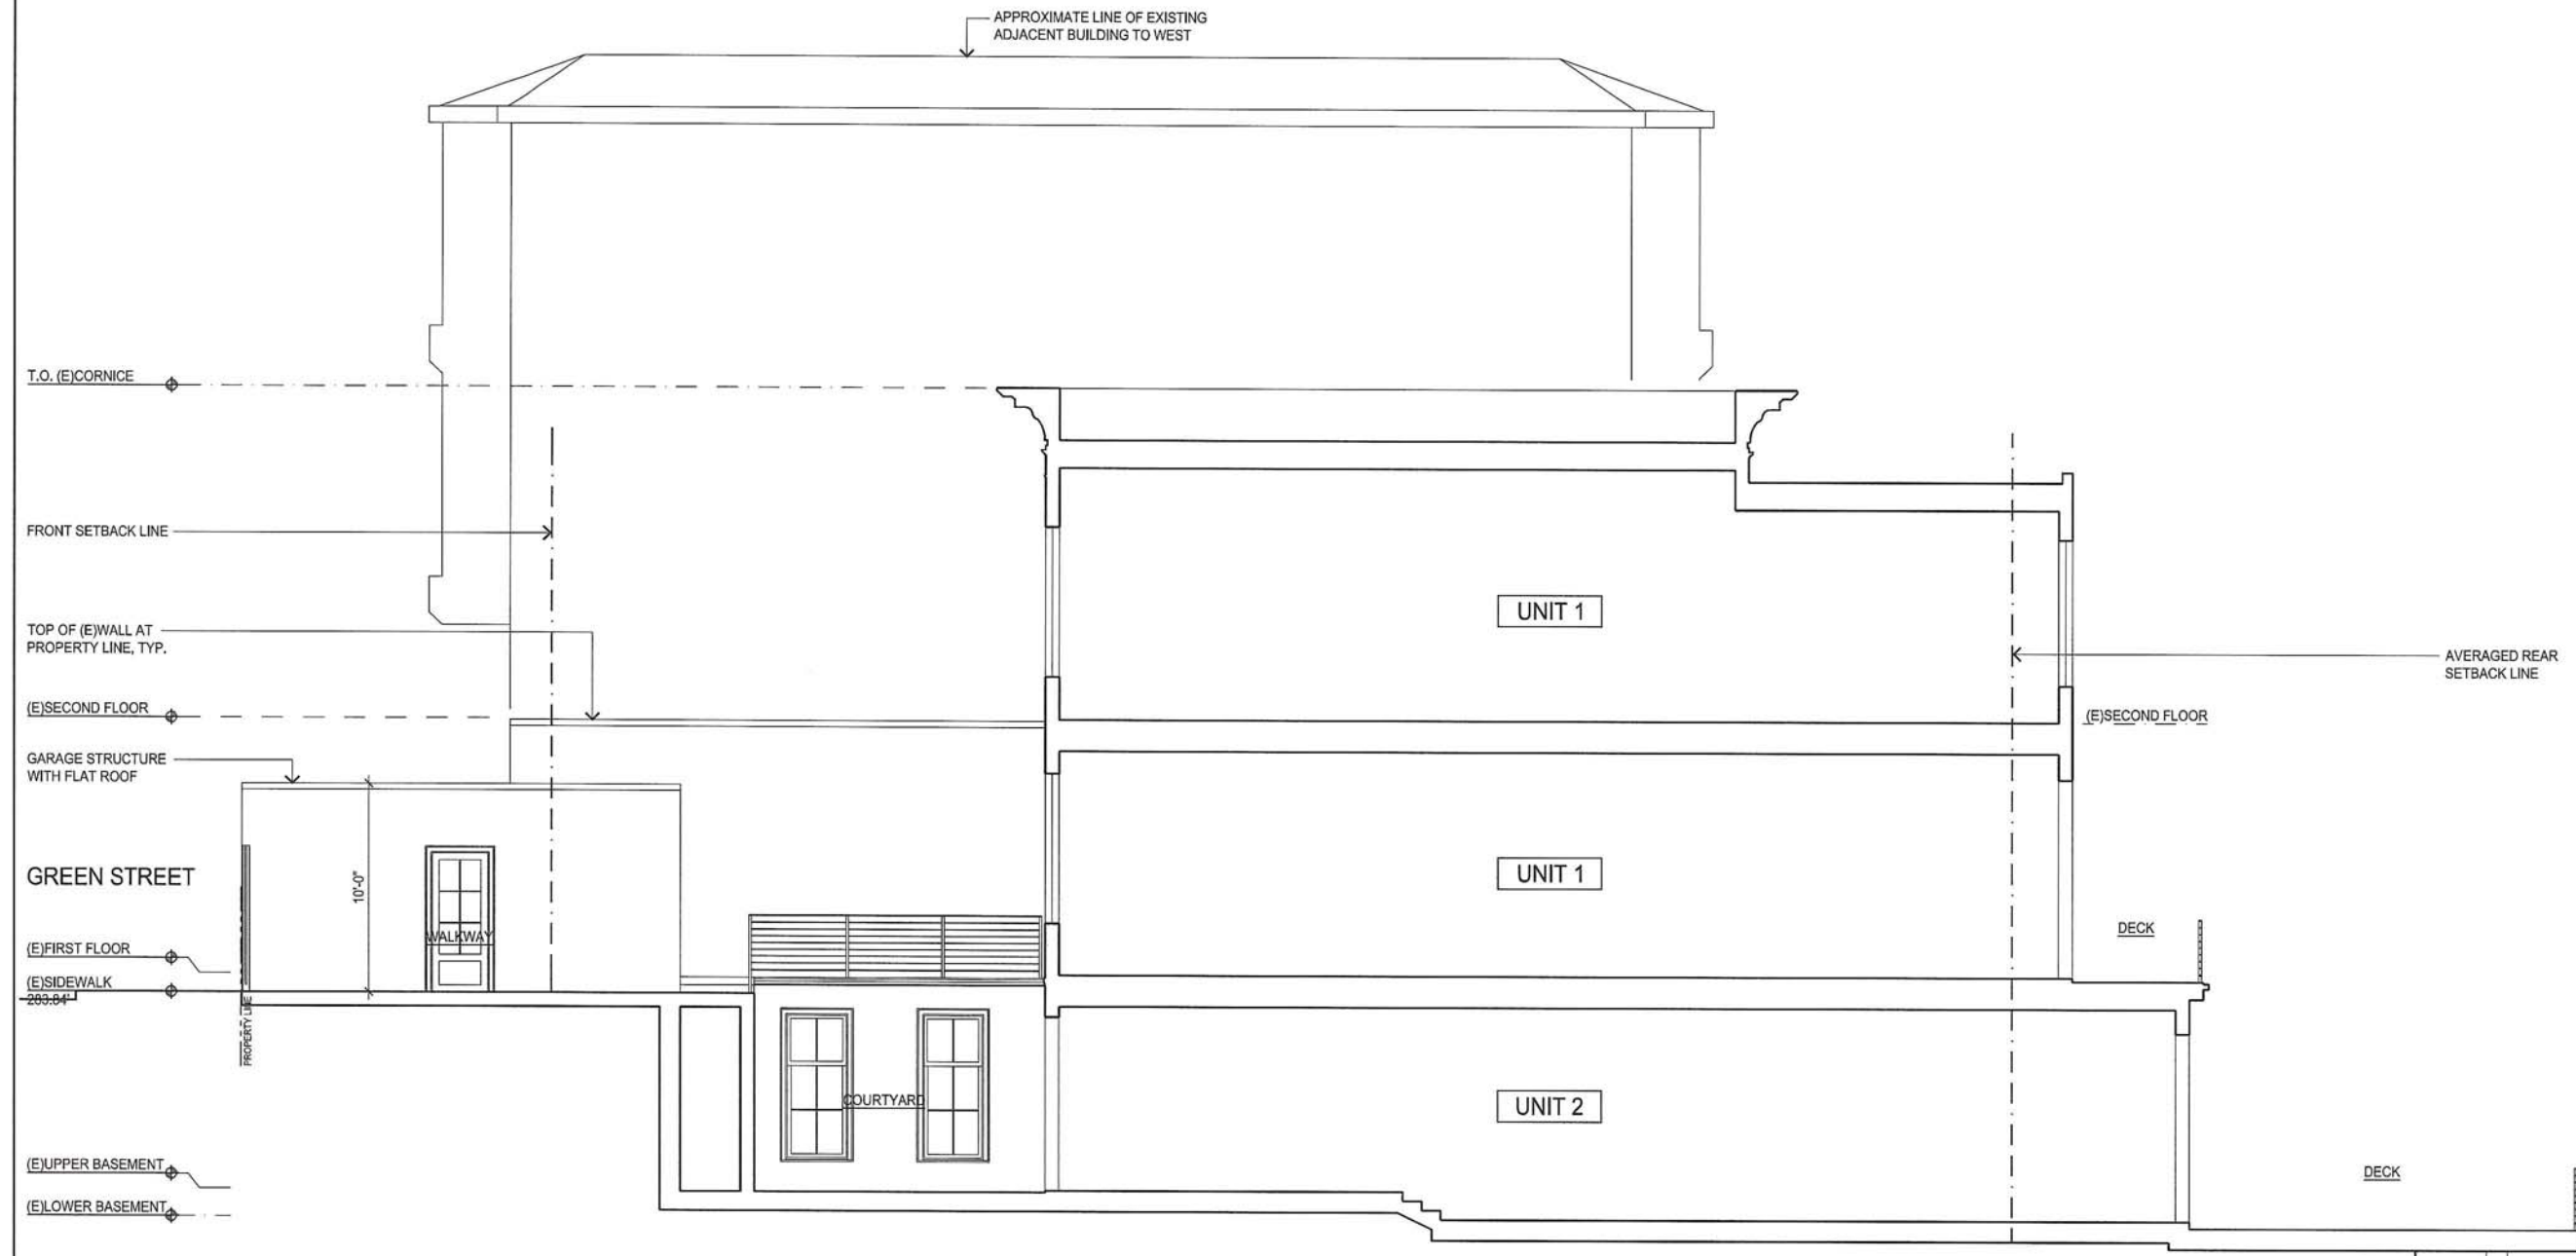 APPROXIMATE LINE OF EXISTING
ADJACENT BUILDING TO WEST
T.O. (E)CORNICE
FRONT SETBACK LINE
UNIT 1
TOP OF (E)WALL AT
PROPERTY LINE, TYP.
AVERAGED REAR
SETBACK LINE
(E)SECOND FLOOR
(E)SECOND FLOOR
GARAGE STRUCTURE
WITH FLAT ROOF
GREEN STREET
10'-0"
UNIT 1
WALKWAY
DECK
(E)FIRST FLOOR
(E)SIDEWALK
283.84'
PROPERTY LINE
COURTYARD
UNIT 2
(E)UPPER BASEMENT
DECK
(E)LOWER BASEMENT